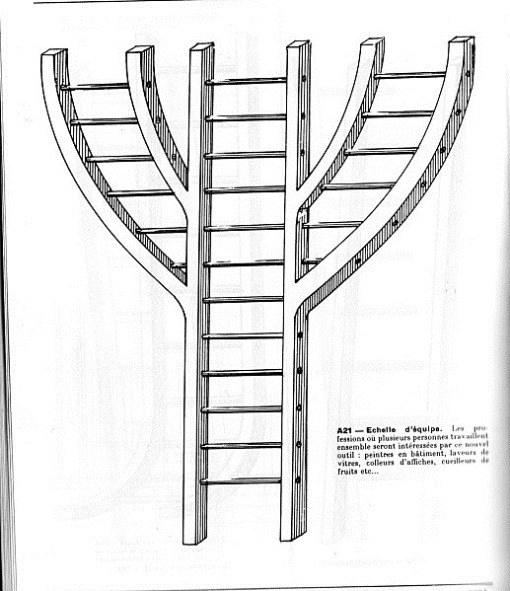 A21 — Echelle d'équipe. Les pro-
fessions où plusieurs personnes travaillent
ensemble seront intéressées par ce nouvel
outil : peintres en bâtiment, laveurs de
vitres, colleurs d'affiches, cueilleurs de
fruits etc...